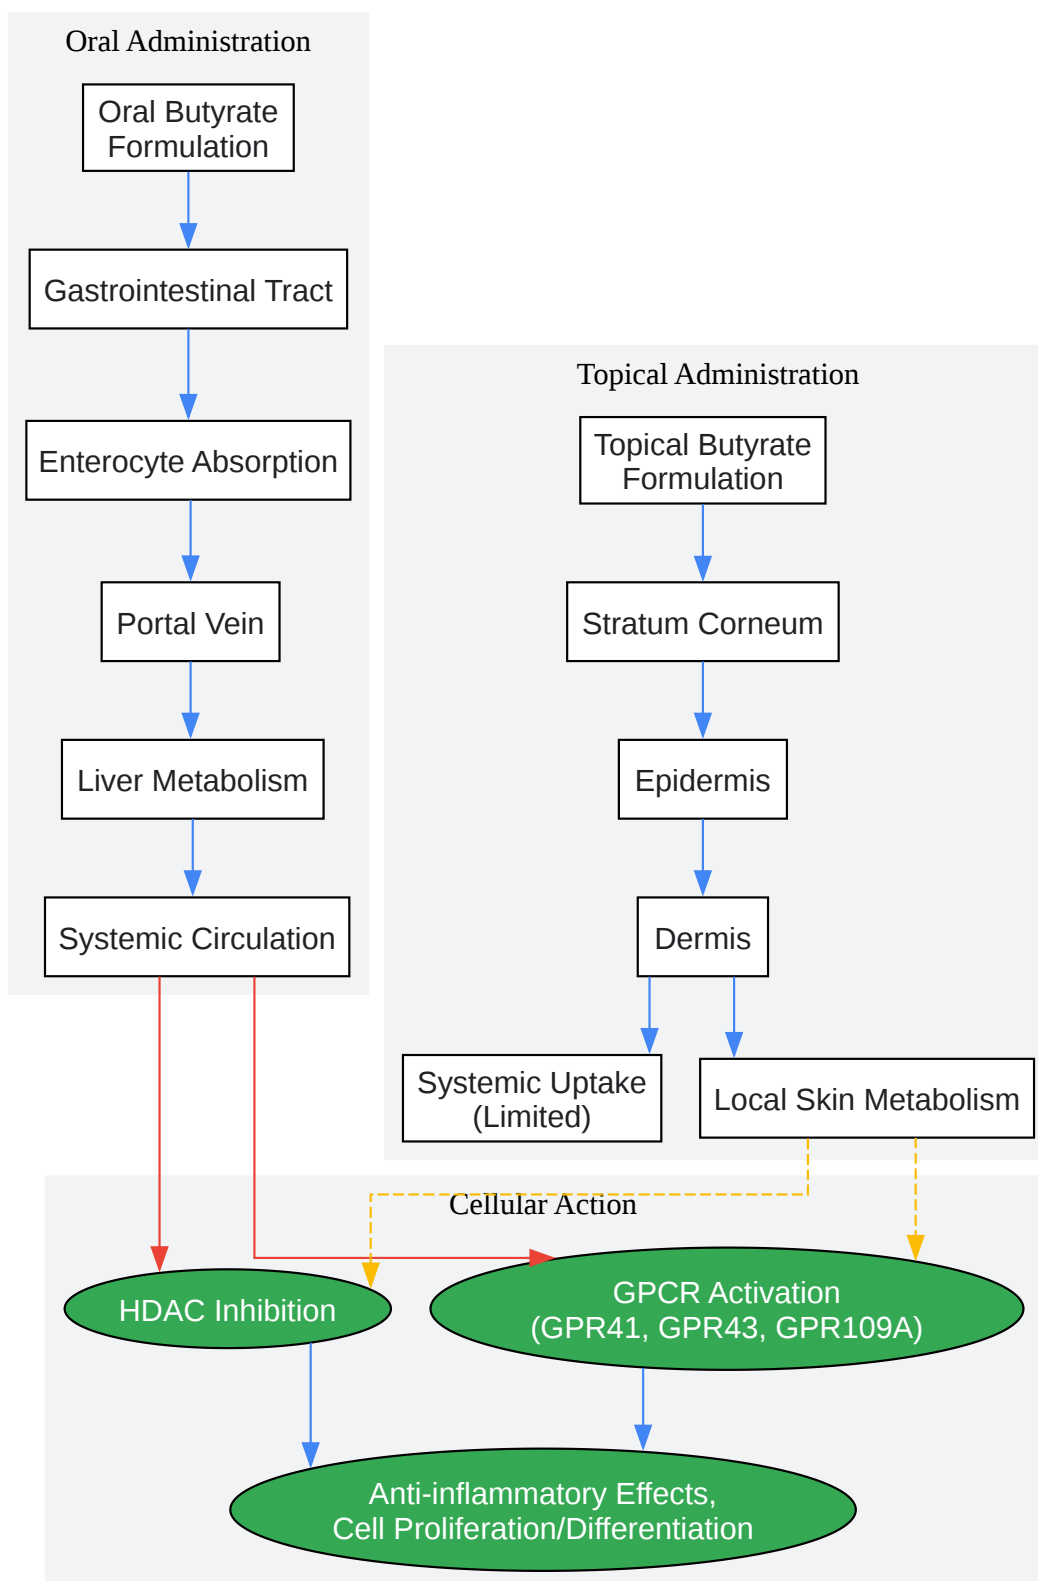 Oral Administration
Oral Butyrate
Formulation
Gastrointestinal Tract
Enterocyte Absorption
Portal Vein
Liver Metabolism
Systemic Circulation
Topical Administration
Topical Butyrate
Formulation
Stratum Corneum
Epidermis
Dermis
Systemic Uptake
(Limited)
Local Skin Metabolism
Cellular Action
HDAC Inhibition
GPCR Activation
(GPR41, GPR43, GPR109A)
Anti-inflammatory Effects,
Cell Proliferation/Differentiation